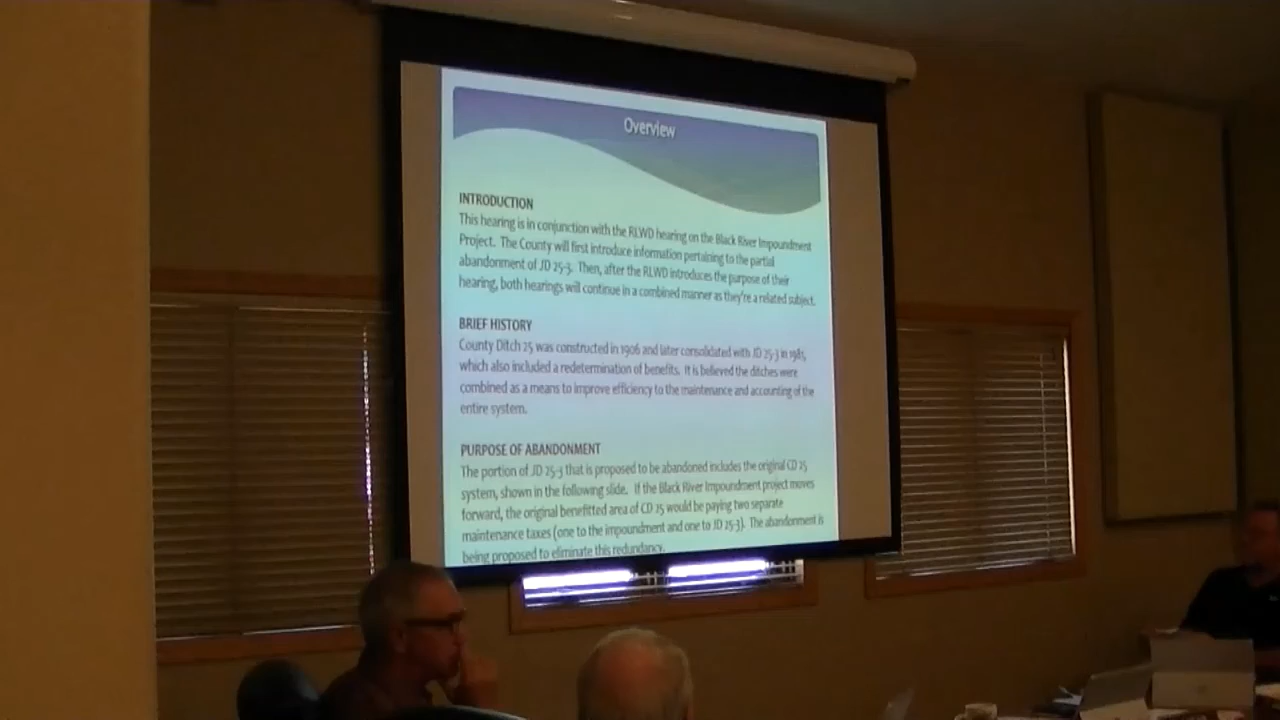 Overview
INTRODUCTION
This hearing is in conjunction with the RLWD hearing on the Black River Impoundment
Project. The County will first introduce information pertaining to the partial
abandonment of JD 25-3. Then, after the RLWD introduces the purpose of their
hearing, both hearings will continue in a combined manner as they're a related subject.
BRIEF HISTORY
County Ditch 25 was constructed in 1906 and later consolidated with JD 25-3 in 1981,
which also included a redetermination of benefits. It is believed the ditches were
combined as a means to improve efficiency to the maintenance and accounting of the
entire system.
PURPOSE OF ABANDONMENT
The portion of JD 25-3 that is proposed to be abandoned includes the original CD 25
system, shown in the following slide. If the Black River Impoundment project moves
forward, the original benefitted area of CD 25 would be paying two separate
maintenance taxes (one to the impoundment and one to JD 25-3). The abandonment is
being proposed to eliminate this redundancy.